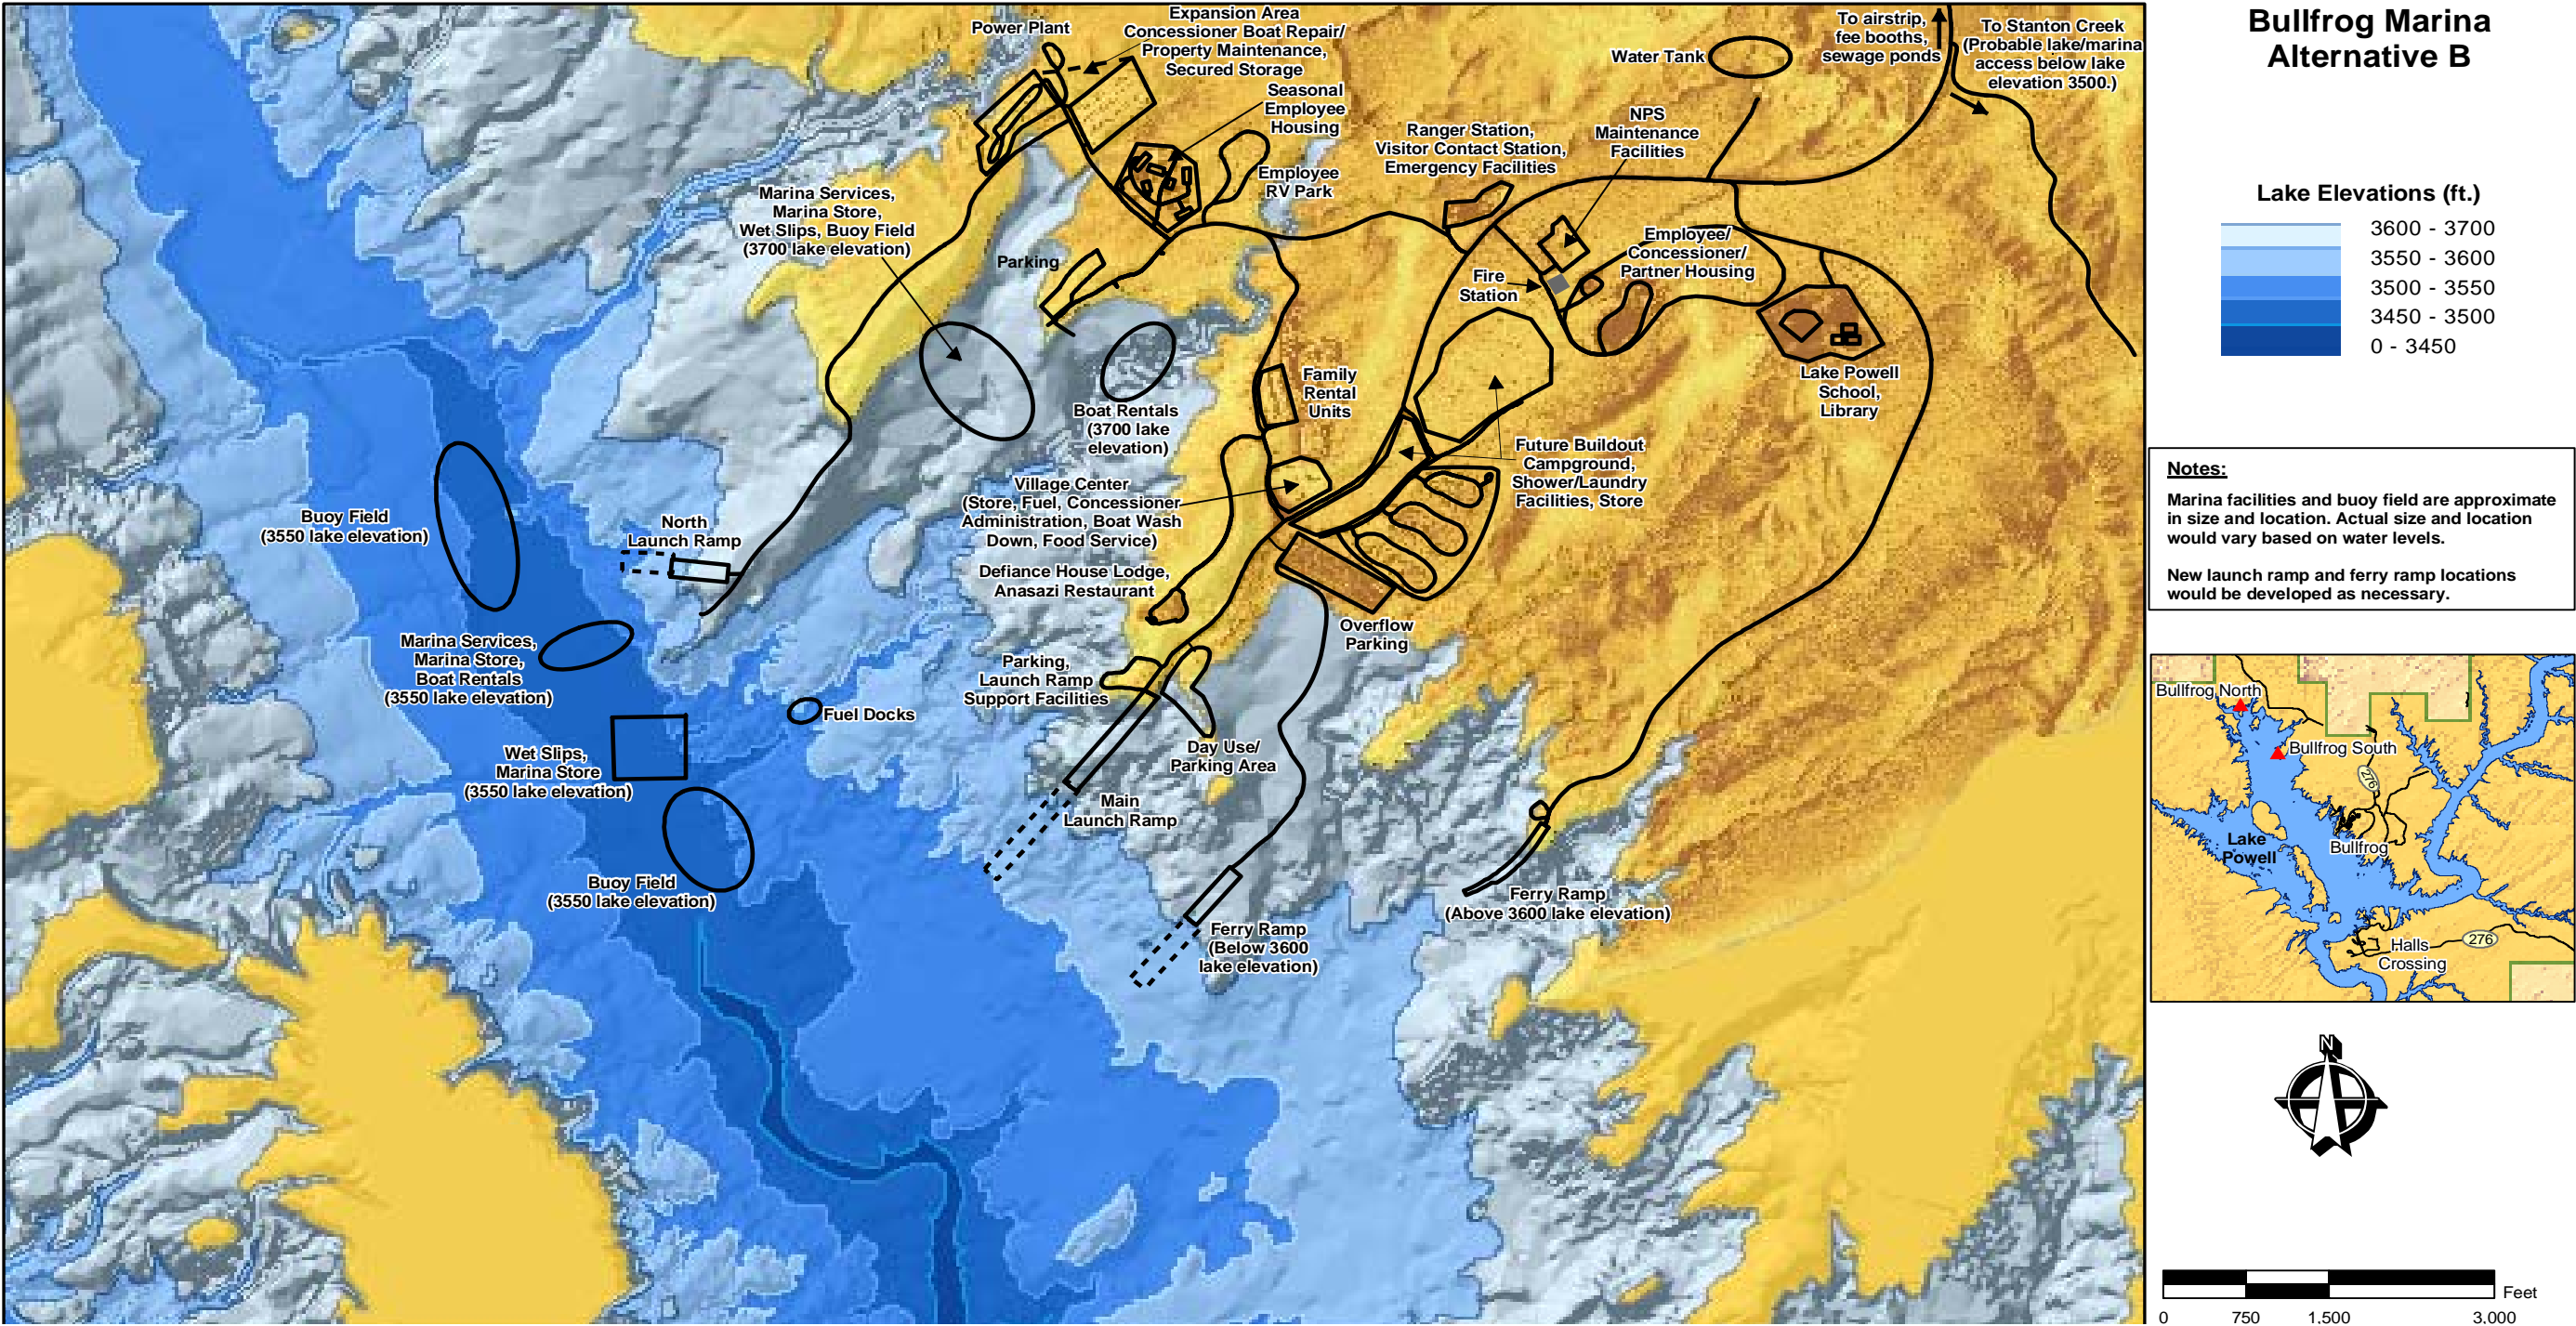 Power Plant
Expansion Area
Concessioner Boat Repair/
Property Maintenance,
Secured Storage
Seasonal
Employee
Housing
Employee
RV Park
Ranger Station,
Visitor Contact Station,
Emergency Facilities
NPS
Maintenance
Facilities
Water Tank
To airstrip,
fee booths,
sewage ponds
To Stanton Creek
(Probable lake/marina
access below lake
elevation 3500.)
Marina Services,
Marina Store,
Wet Slips, Buoy Field
(3700 lake elevation)
Parking
Employee/
Concessioner/
Partner Housing
Fire
Station
Lake Powell
School,
Library
Boat Rentals
(3700 lake
elevation)
Family
Rental
Units
Future Buildout
Campground,
Shower/Laundry
Facilities, Store
Village Center
(Store, Fuel, Concessioner
Administration, Boat Wash
Down, Food Service)
Buoy Field
(3550 lake elevation)
North
Launch Ramp
Defiance House Lodge,
Anasazi Restaurant
Overflow
Parking
Marina Services,
Marina Store,
Boat Rentals
(3550 lake elevation)
Parking,
Launch Ramp
Support Facilities
Fuel Docks
Day Use/
Parking Area
Wet Slips,
Marina Store
(3550 lake elevation)
Main
Launch Ramp
Buoy Field
(3550 lake elevation)
Ferry Ramp
(Below 3600
lake elevation)
Ferry Ramp
(Above 3600 lake elevation)
Bullfrog Marina
Alternative B
Lake Elevations (ft.)
3600 - 3700
3550 - 3600
3500 - 3550
3450 - 3500
0 - 3450
Notes:
Marina facilities and buoy field are approximate
in size and location. Actual size and location
would vary based on water levels.
New launch ramp and ferry ramp locations
would be developed as necessary.
Bullfrog North
Bullfrog South
276
Lake
Powell
Bullfrog
Halls
Crossing
276
N
Feet
0 750 1,500 3,000